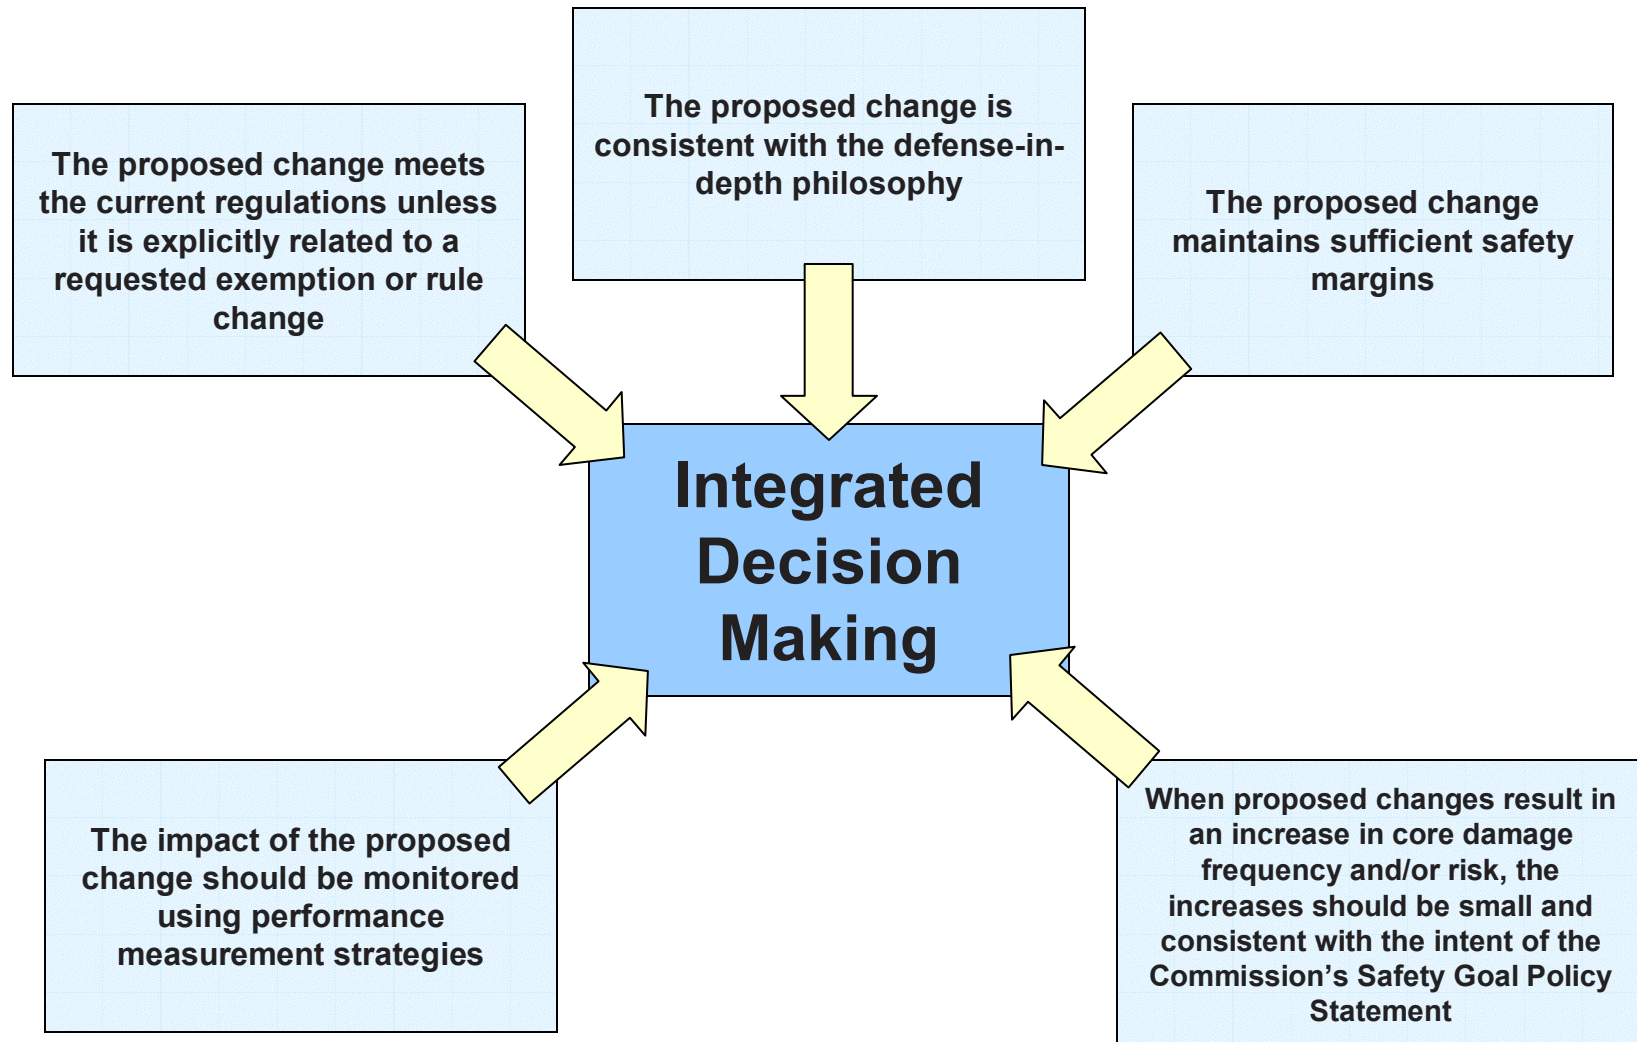 The proposed change meets
the current regulations unless
it is explicitly related to a
requested exemption or rule
change
The proposed change is
consistent with the defense-in-
depth philosophy
The proposed change
maintains sufficient safety
margins
Integrated
Decision
Making
The impact of the proposed
change should be monitored
using performance
measurement strategies
When proposed changes result in
an increase in core damage
frequency and/or risk, the
increases should be small and
consistent with the intent of the
Commission’s Safety Goal Policy
Statement